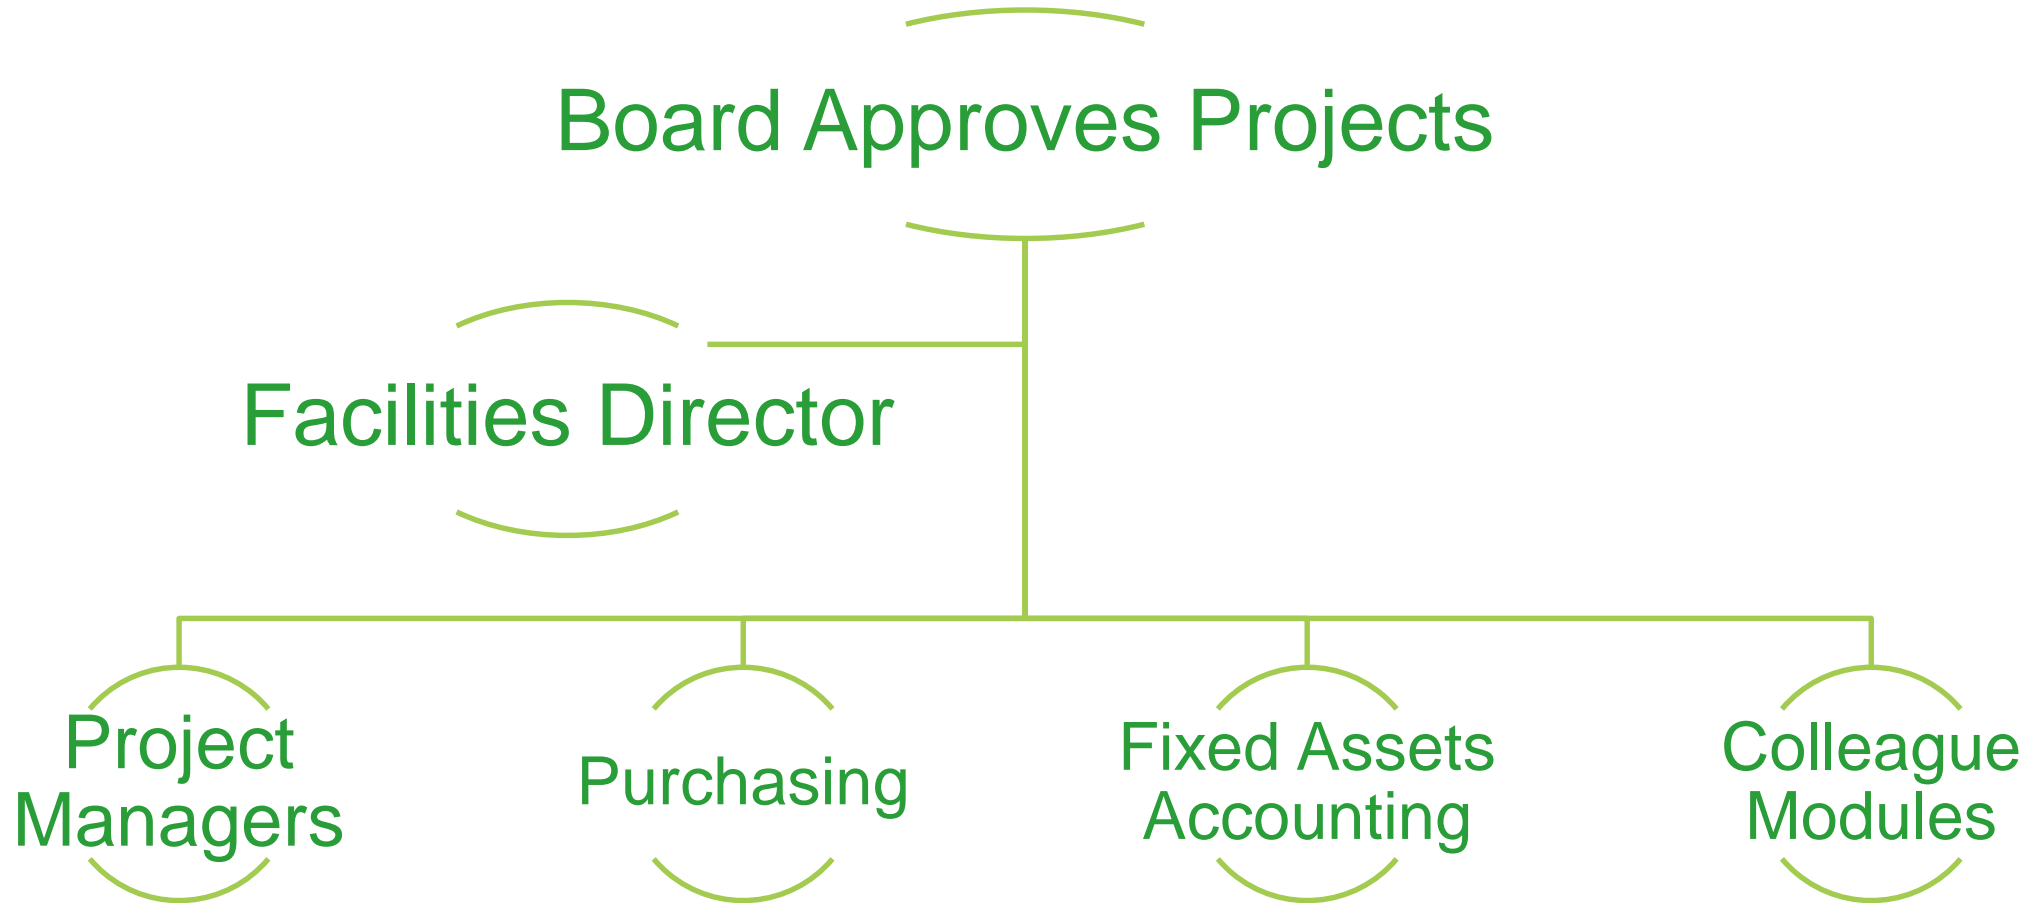 Board Approves Projects
Facilities Director
Project
Managers
Purchasing
Fixed Assets
Accounting
Colleague
Modules